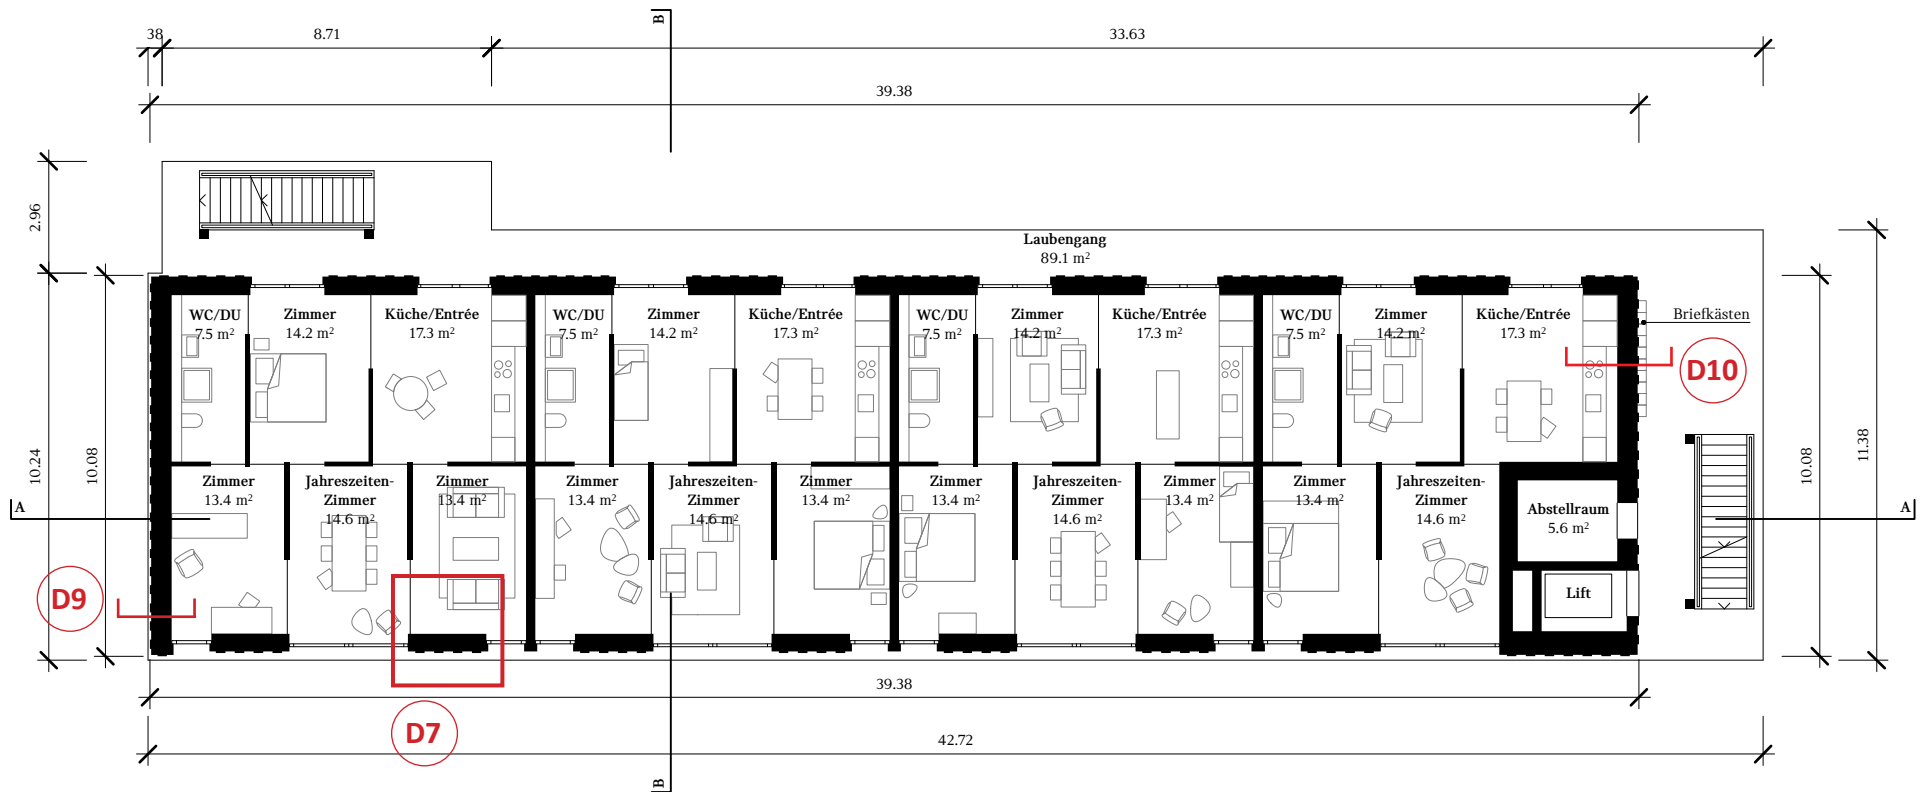 B
38
8.71
33.63
39.38
2.96
Laubengang
89.1 m²
WC/DU
7.5 m²
Zimmer
14.2 m²
Küche/Entrée
17.3 m²
WC/DU
7.5 m²
Zimmer
14.2 m²
Küche/Entrée
17.3 m²
WC/DU
7.5 m²
Zimmer
14.2 m²
Küche/Entrée
17.3 m²
WC/DU
7.5 m²
Zimmer
14.2 m²
Küche/Entrée
17.3 m²
Briefkästen
D10
10.24
10.08
10.08
11.38
Zimmer
13.4 m²
Jahreszeiten-
Zimmer
14.6 m²
Zimmer
13.4 m²
Zimmer
13.4 m²
Jahreszeiten-
Zimmer
14.6 m²
Zimmer
13.4 m²
Zimmer
13.4 m²
Jahreszeiten-
Zimmer
14.6 m²
Zimmer
13.4 m²
Zimmer
13.4 m²
Jahreszeiten-
Zimmer
14.6 m²
Abstellraum
5.6 m²
A
A
Lift
D9
39.38
D7
42.72
B